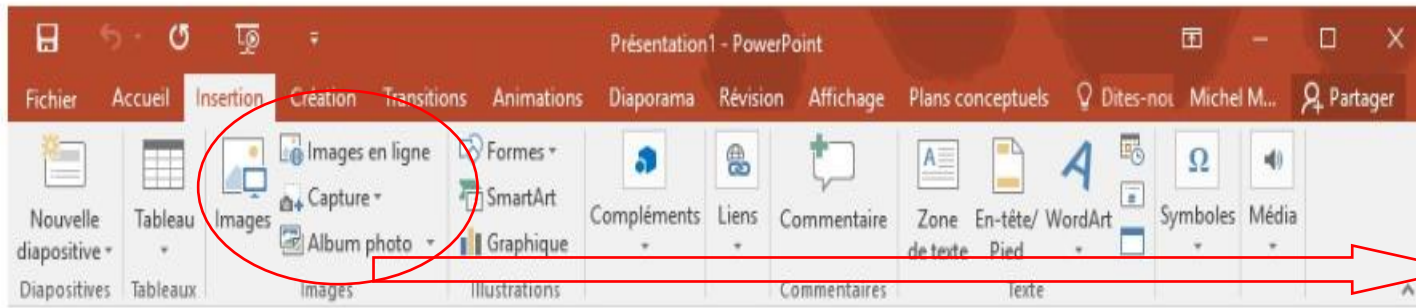 Présentation1 - PowerPoint
Fichier Accueil Insertion Création Transitions Animations Diaporama Révision Affichage Plans conceptuels Dites-nou Michel M... Partager
Nouvelle diapositive
Tableau
Images
Images en ligne
Capture
Album photo
Formes
SmartArt
Graphique
Compléments
Liens
Commentaire
Zone de texte
En-tête/ Pied
WordArt
Symboles
Média
Diapositives Tableaux Images Illustrations Commentaires Texte